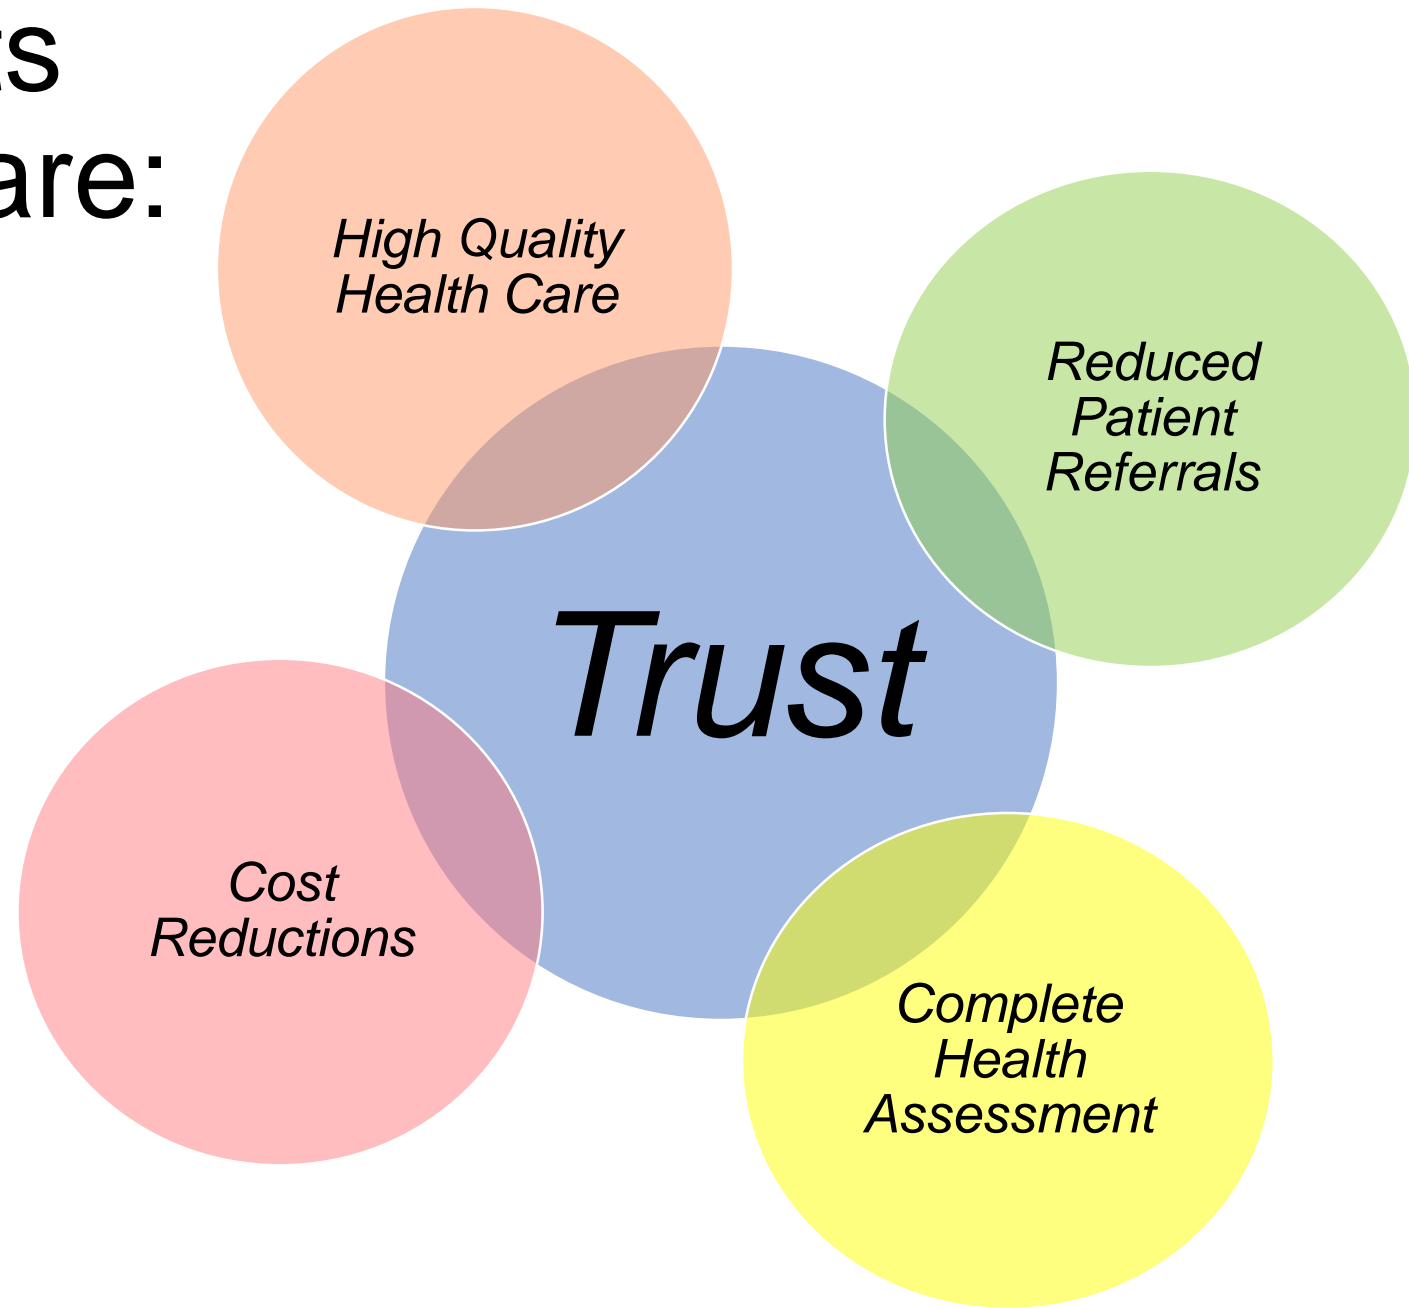 ts
are:
High Quality
Health Care
Reduced
Patient
Referrals
Trust
Cost
Reductions
Complete
Health
Assessment